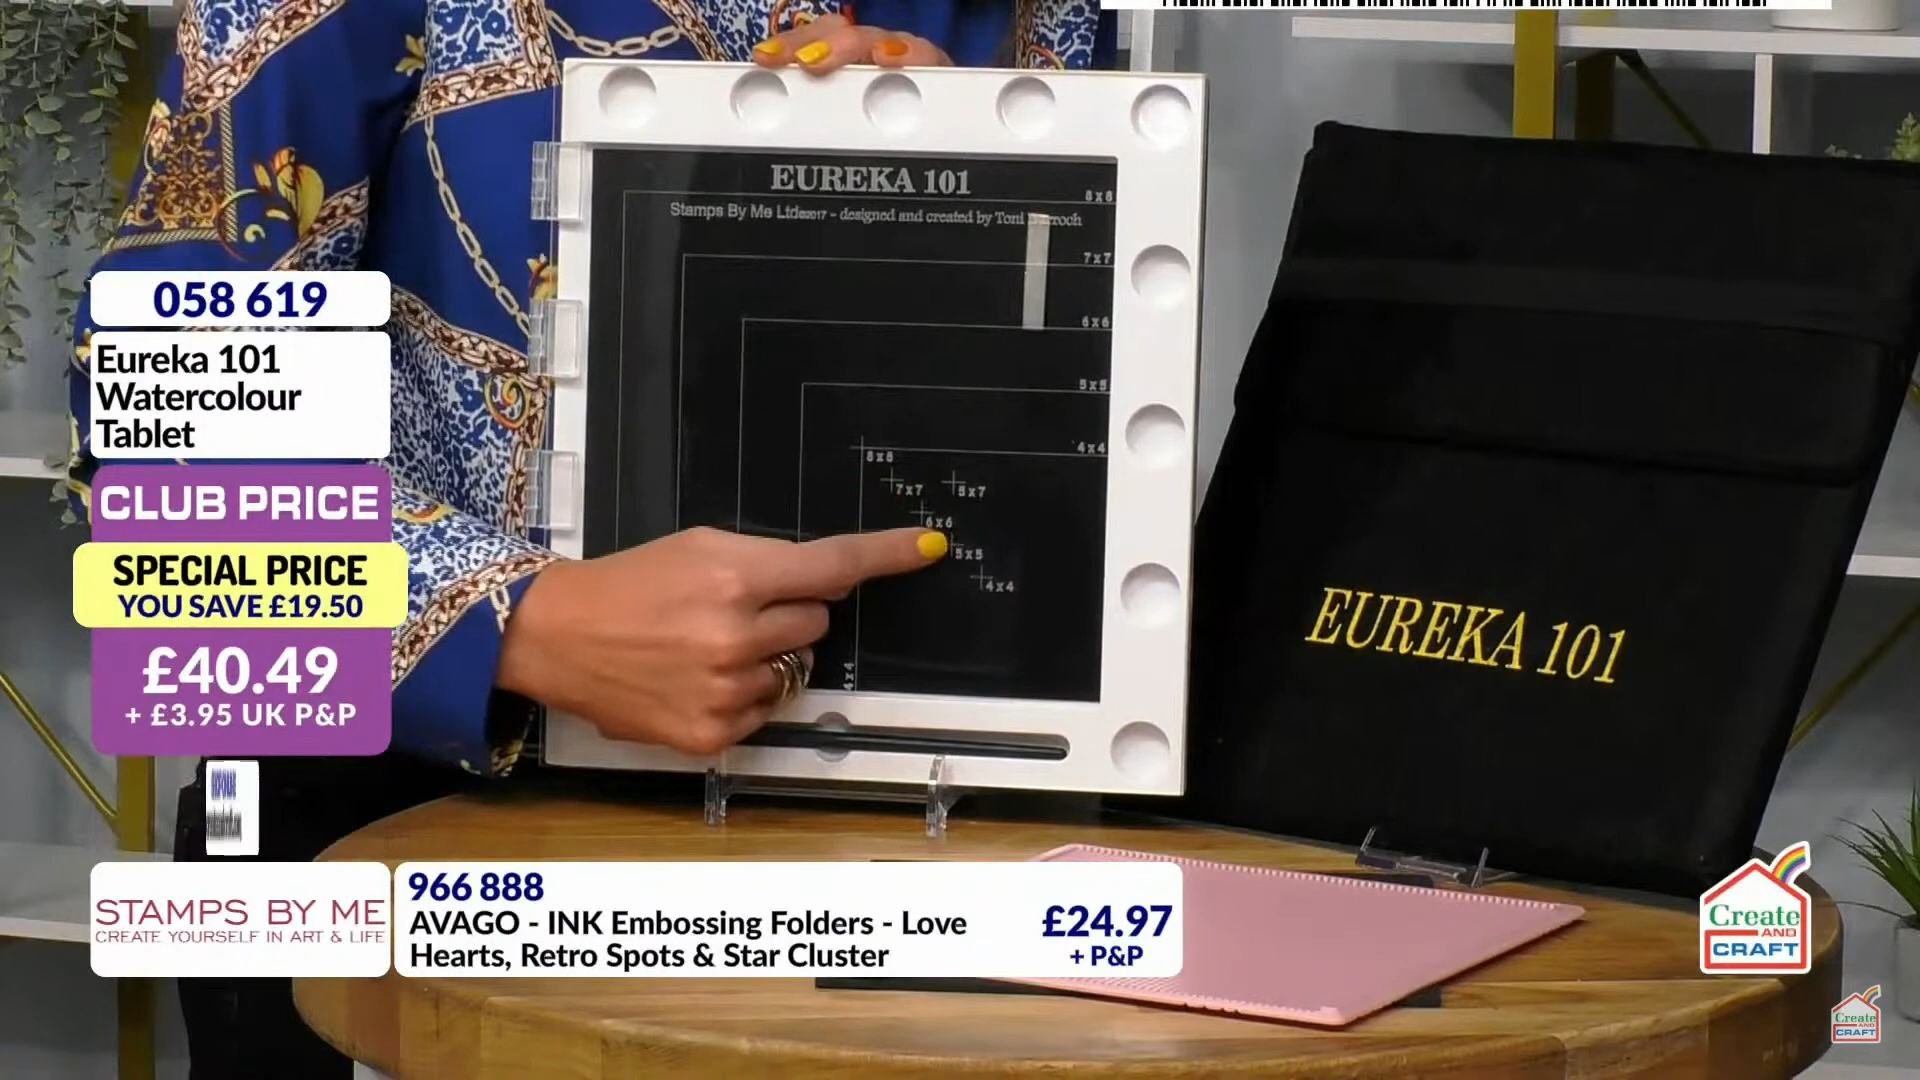 EUREKA 101
8x8
Stamps By Me Ltd©2017 - designed and created by Toni
7x7
6x6
5x5
4x4
8x8
7x7
5x7
6x6
5x5
4x4
4x4
EUREKA 101
058 619
Eureka 101
Watercolour
Tablet
CLUB PRICE
SPECIAL PRICE
YOU SAVE £19.50
£40.49
+ £3.95 UK P&P
STAMPS BY ME
CREATE YOURSELF IN ART & LIFE
966 888
AVAGO - INK Embossing Folders - Love
Hearts, Retro Spots & Star Cluster
£24.97
+ P&P
Create
AND
CRAFT
Create
AND
CRAFT